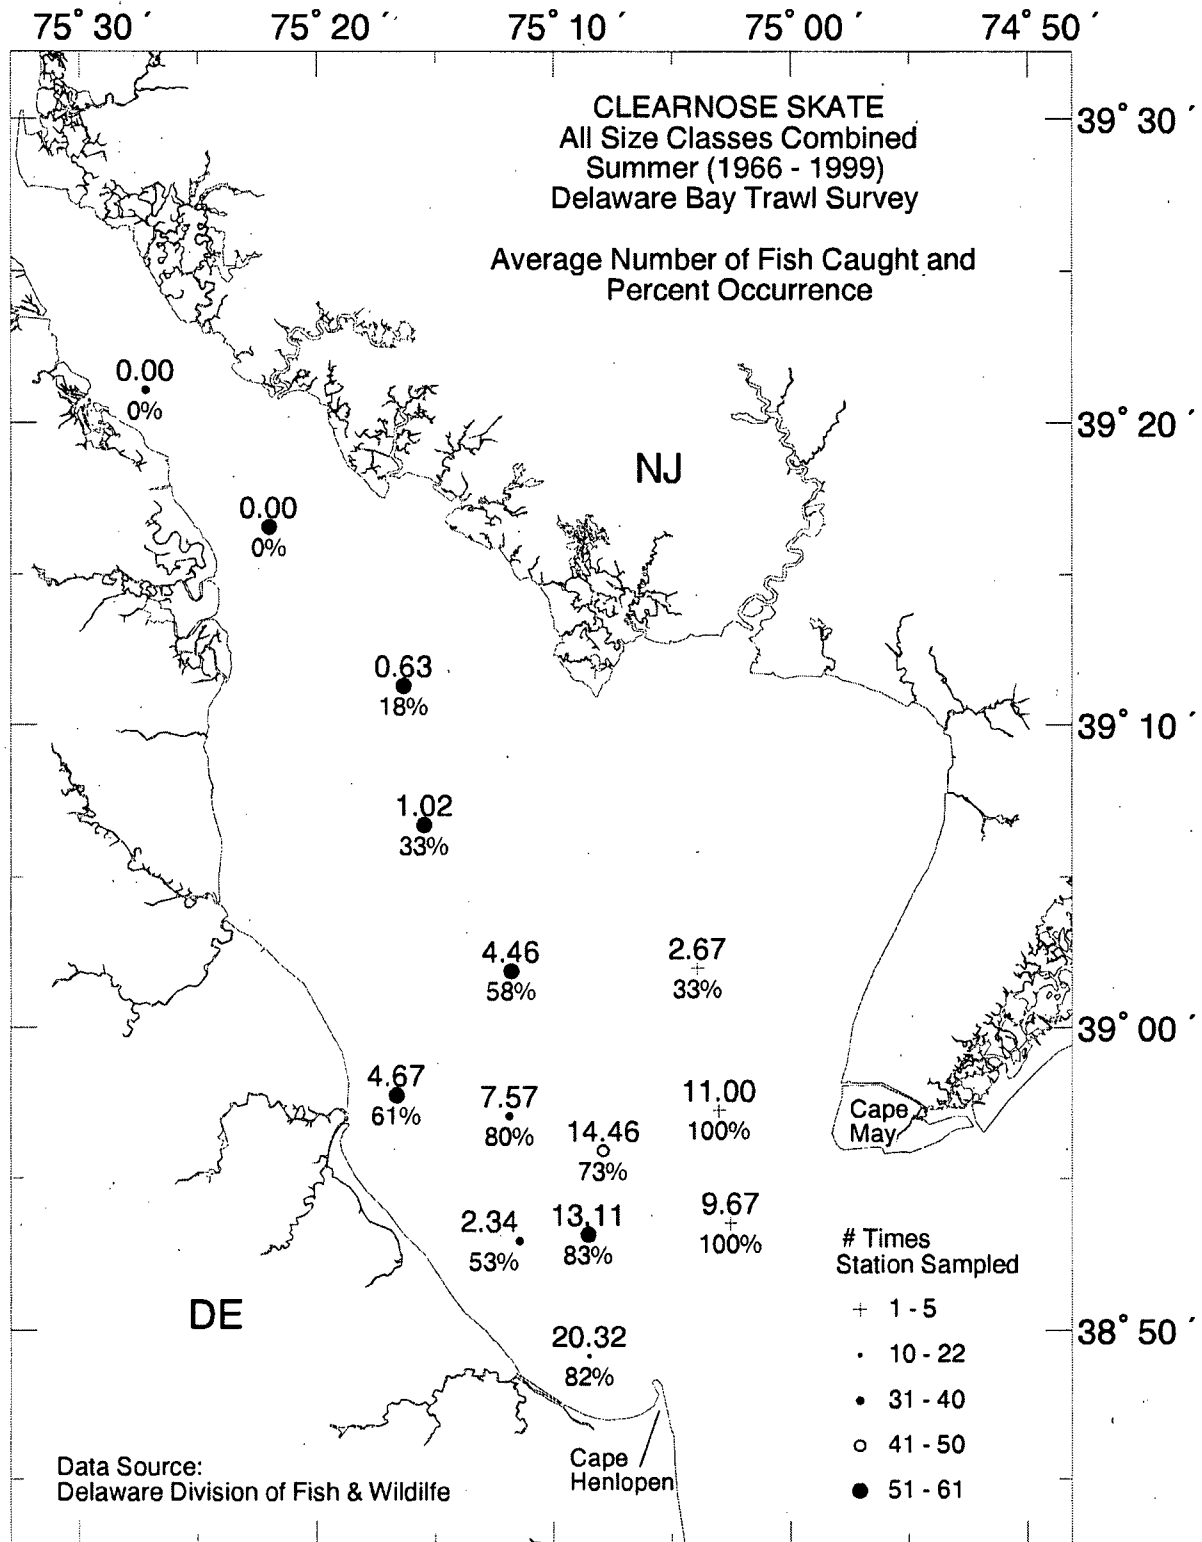 75° 30 ′ 75° 20 ′ 75° 10 ′ 75° 00 ′ 74° 50 ′
CLEARNOSE SKATE
All Size Classes Combined
Summer (1966 - 1999)
Delaware Bay Trawl Survey
Average Number of Fish Caught and
Percent Occurrence
39° 30 ′
0.00
0%
39° 20 ′
NJ
0.00
0%
0.63
18%
39° 10 ′
1.02
33%
4.46
58%
2.67
33%
39° 00 ′
4.67
61%
7.57
80%
11.00
100%
Cape
May
14.46
73%
2.34
53%
13.11
83%
9.67
100%
# Times
Station Sampled
1 - 5
10 - 22
31 - 40
41 - 50
51 - 61
DE
38° 50 ′
20.32
82%
Cape
Henlopen
Data Source:
Delaware Division of Fish & Wildilfe